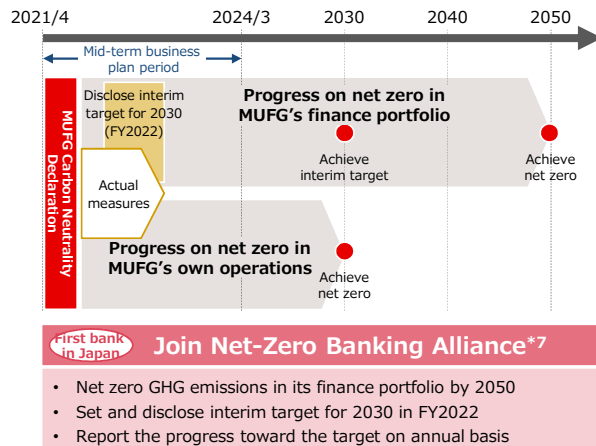 2021/4 2024/3 2030 2040 2050
Mid-term business
plan period
MUFG Carbon Neutrality
Declaration
Disclose interim
target for 2030
(FY2022)
Actual
measures
Progress on net zero in
MUFG’s finance portfolio
Achieve
interim target
Achieve
net zero
Progress on net zero in
MUFG’s own operations
Achieve
net zero
First bank
in Japan
Join Net-Zero Banking Alliance*7
• Net zero GHG emissions in its finance portfolio by 2050
• Set and disclose interim target for 2030 in FY2022
• Report the progress toward the target on annual basis